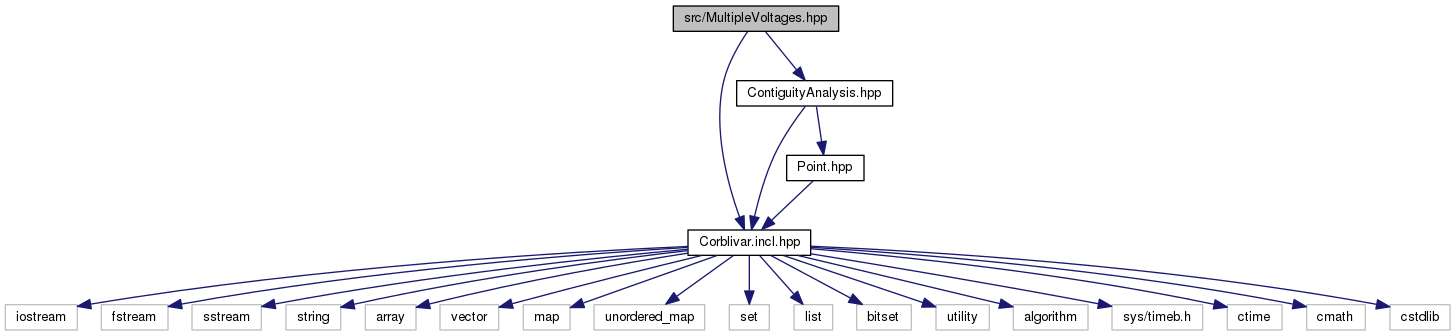 src/MultipleVoltages.hpp
ContiguityAnalysis.hpp
Point.hpp
Corblivar.incl.hpp
iostream
fstream
sstream
string
array
vector
map
unordered_map
set
list
bitset
utility
algorithm
sys/timeb.h
ctime
cmath
cstdlib